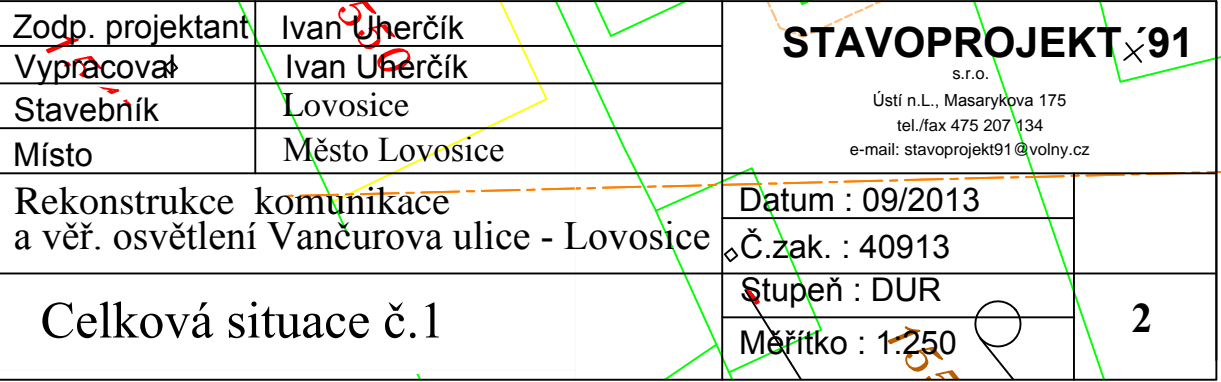 Zodp. projektant Ivan Uherčík
Vypracoval Ivan Uherčík
Stavebník Lovosice
Místo Město Lovosice
STAVOPROJEKT ´91
s.r.o.
Ústí n.L., Masarykova 175
tel./fax 475 207 134
e-mail: stavoprojekt91@volny.cz
Rekonstrukce komunikace
a věř. osvětlení Vančurova ulice - Lovosice
Datum : 09/2013
Č.zak. : 40913
Celková situace č.1
Stupeň : DUR
Měřítko : 1:250
2
550